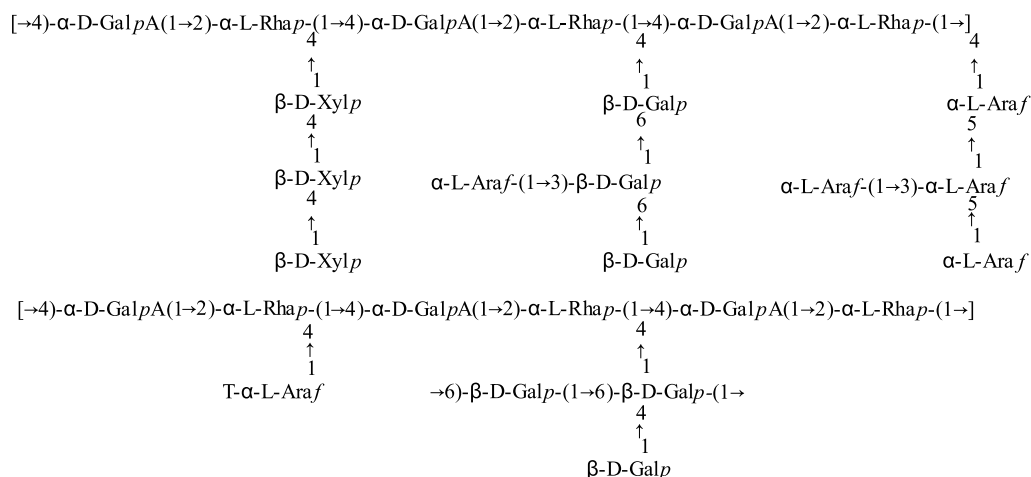 [→4)-α-D-GalpA(1→2)-α-L-Rhap-(1→4)-α-D-GalpA(1→2)-α-L-Rhap-(1→4)-α-D-GalpA(1→2)-α-L-Rhap-(1→]
4 4 4
↑ ↑ ↑
1 1 1
β-D-Xylp β-D-Galp α-L-Araf
4 6 5
↑ ↑ ↑
1 1 1
β-D-Xylp α-L-Araf-(1→3)-β-D-Galp α-L-Araf-(1→3)-α-L-Araf
4 6 5
↑ ↑ ↑
1 1 1
β-D-Xylp β-D-Galp α-L-Araf
[→4)-α-D-GalpA(1→2)-α-L-Rhap-(1→4)-α-D-GalpA(1→2)-α-L-Rhap-(1→4)-α-D-GalpA(1→2)-α-L-Rhap-(1→]
4 4
↑ ↑
1 1
T-α-L-Araf →6)-β-D-Galp-(1→6)-β-D-Galp-(1→
4
↑
1
β-D-Galp